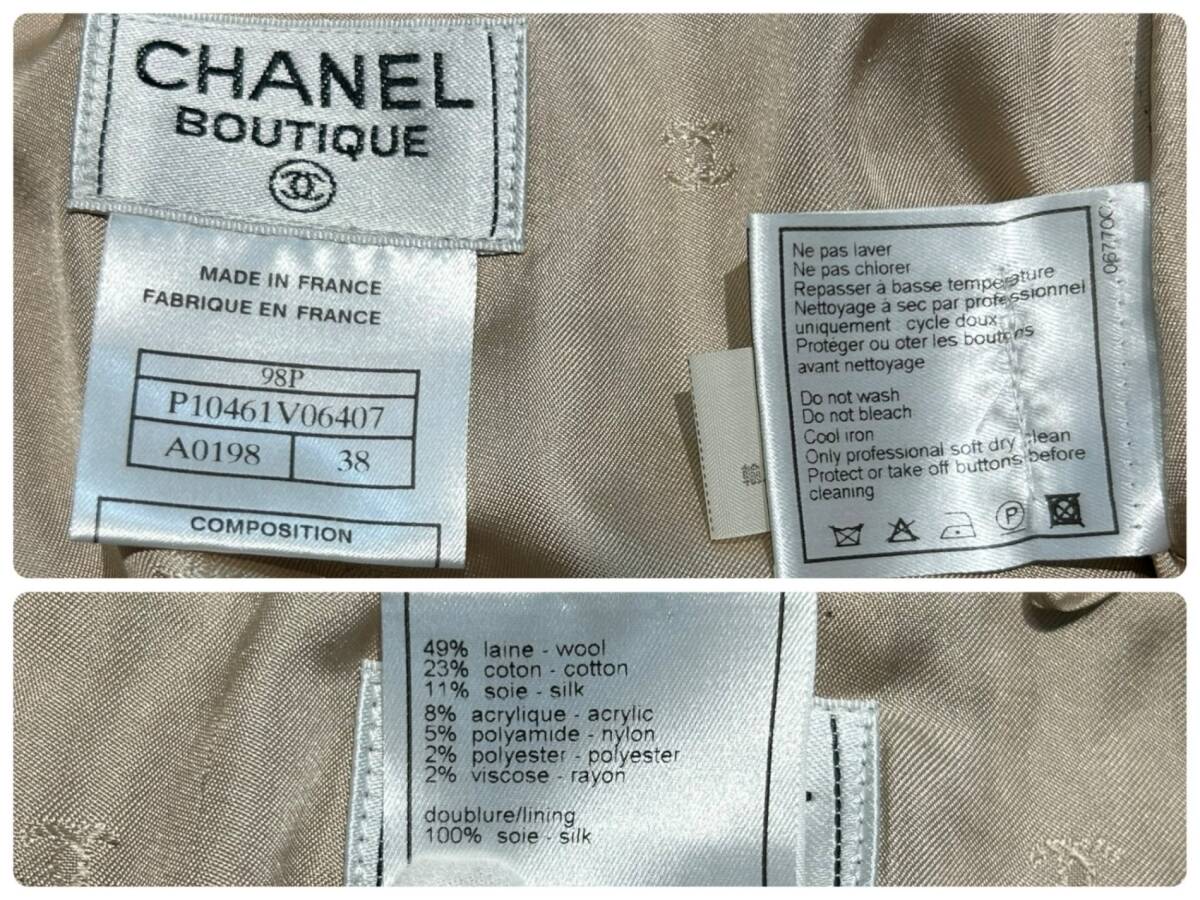 CHANEL
BOUTIQUE
MADE IN FRANCE
FABRIQUE EN FRANCE
98P
P10461V06407
A0198 38
COMPOSITION
Ne pas laver
Ne pas chlorer
Repasser à basse température
Nettoyage à sec par professionnel
uniquement cycle doux
Protéger ou oter les boutons
avant nettoyage
Do not wash
Do not bleach
Cool iron
Only professional soft dry clean
Protect or take off buttons before
cleaning
P
06770C
49% laine - wool
23% coton - cotton
11% soie - silk
8% acrylique - acrylic
5% polyamide - nylon
2% polyester - polyester
2% viscose - rayon
doublure/lining
100% soie - silk